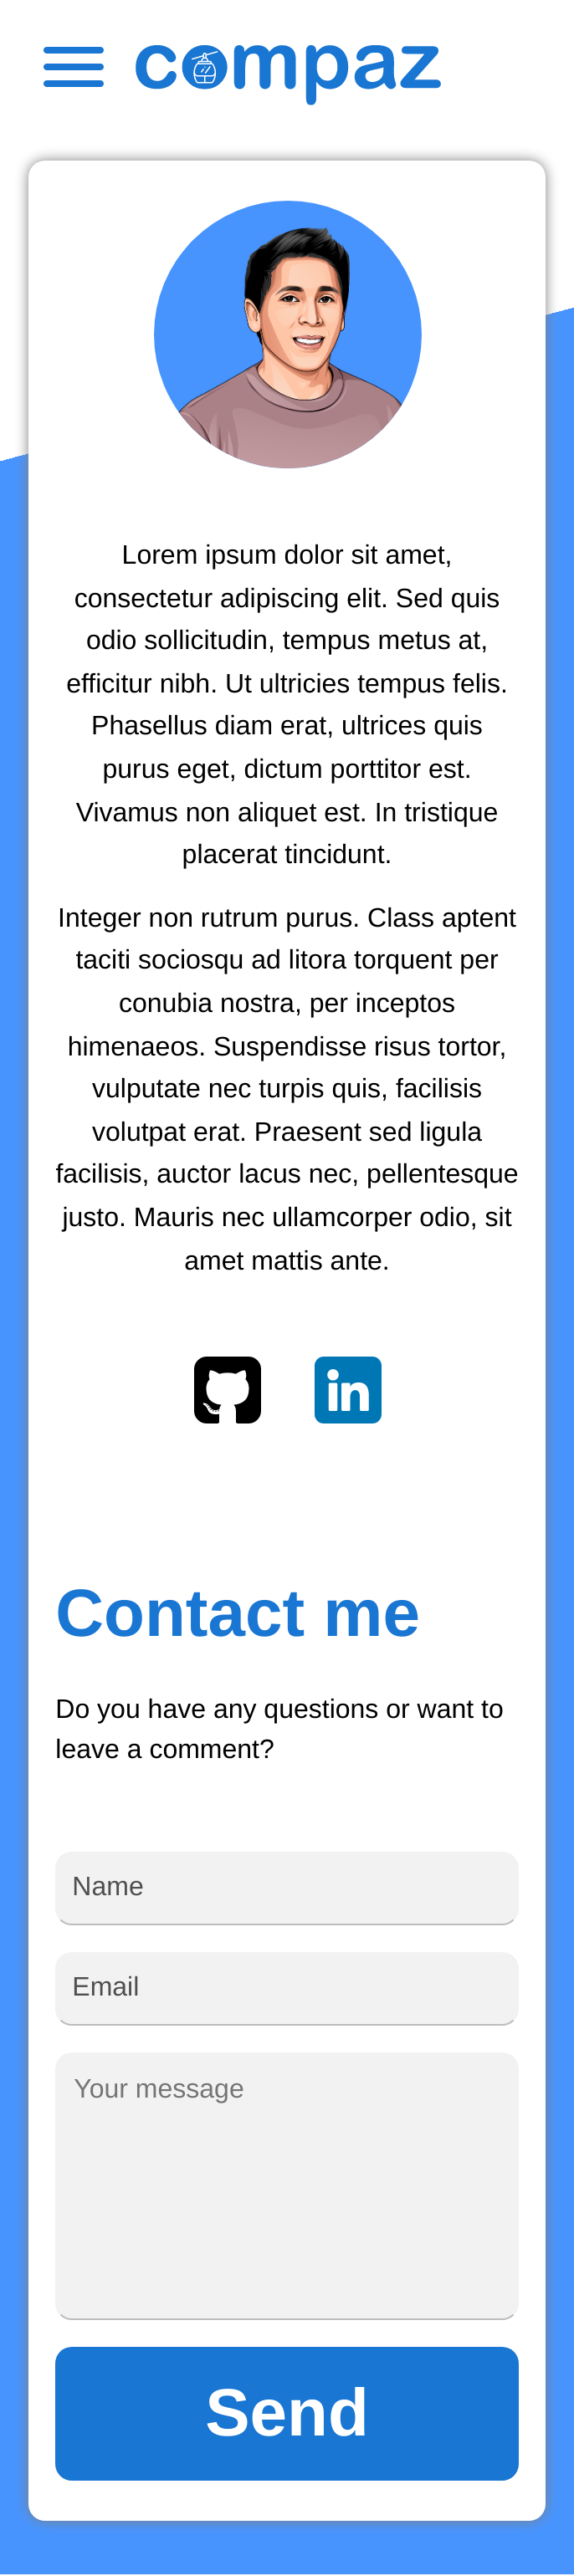 compaz
Lorem ipsum dolor sit amet,
consectetur adipiscing elit. Sed quis
odio sollicitudin, tempus metus at,
efficitur nibh. Ut ultricies tempus felis.
Phasellus diam erat, ultrices quis
purus eget, dictum porttitor est.
Vivamus non aliquet est. In tristique
placerat tincidunt.
Integer non rutrum purus. Class aptent
taciti sociosqu ad litora torquent per
conubia nostra, per inceptos
himenaeos. Suspendisse risus tortor,
vulputate nec turpis quis, facilisis
volutpat erat. Praesent sed ligula
facilisis, auctor lacus nec, pellentesque
justo. Mauris nec ullamcorper odio, sit
amet mattis ante.
in
Contact me
Do you have any questions or want to
leave a comment?
Name
Email
Your message
Send